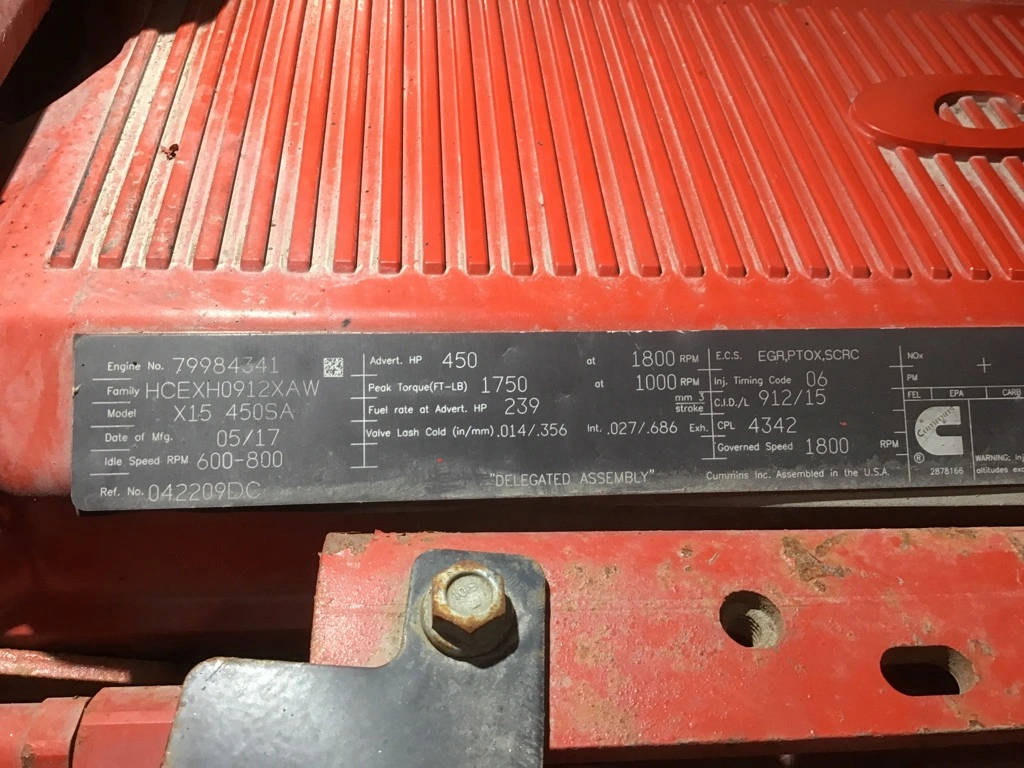 Engine No. 79984341
Family HCEXH0912XAW
Model X15 450SA
Date of Mfg. 05/17
Idle Speed RPM 600-800
Ref. No. 042209DC
Advert. HP 450 at 1800 RPM
Peak Torque(FT-LB) 1750 at 1000 RPM
Fuel rate at Advert. HP 239 mm 3 stroke
Valve Lash Cold (in/mm) .014/.356 Int. .027/.686 Exh.
"DELEGATED ASSEMBLY"
E.C.S. EGR,PTOX,SCRC
Inj. Timing Code 06
C.I.D./L 912/15
CPL 4342
Governed Speed 1800 RPM
Cummins Inc. Assembled in the U.S.A.
NOx
PM
FEL EPA CARB
Cummins
®
2878166
WARNING: Inj
altitudes